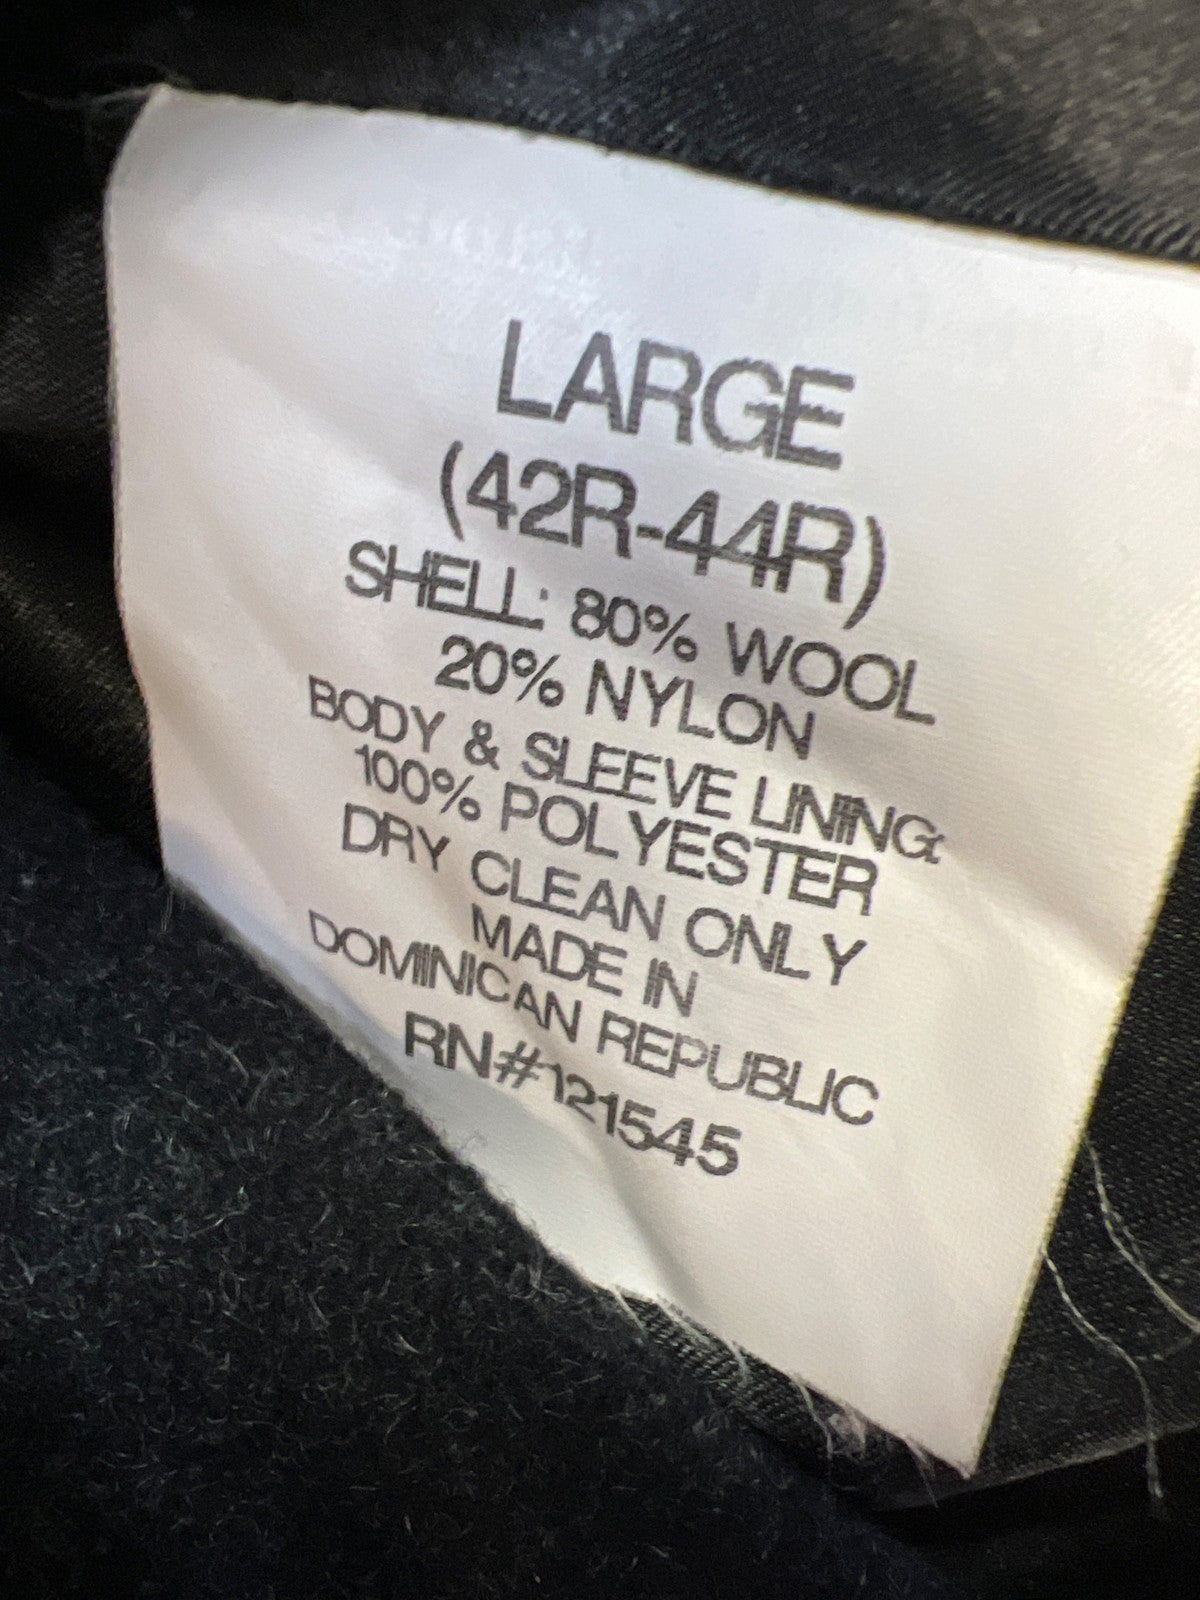 LARGE
(42R-44R)
SHELL: 80% WOOL
20% NYLON
BODY & SLEEVE LINING:
100% POLYESTER
DRY CLEAN ONLY
MADE IN
DOMINICAN REPUBLIC
RN#121545